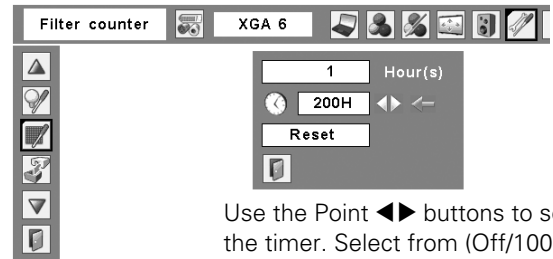 Filter counter XGA 6
1 Hour(s)
200H
Reset
Use the Point ◀▶ buttons to
the timer. Select from (Off/100